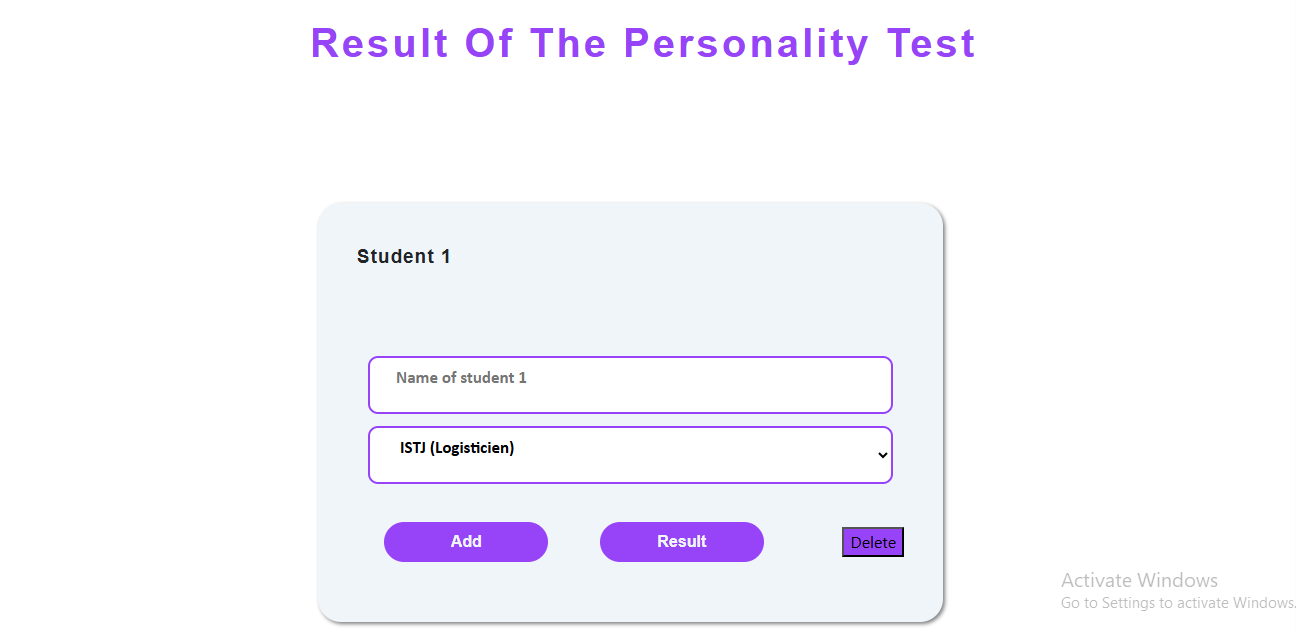 Result Of The Personality Test
Student 1
Name of student 1
ISTJ (Logisticien)
Add
Result
Delete
Activate Windows
Go to Settings to activate Windows.